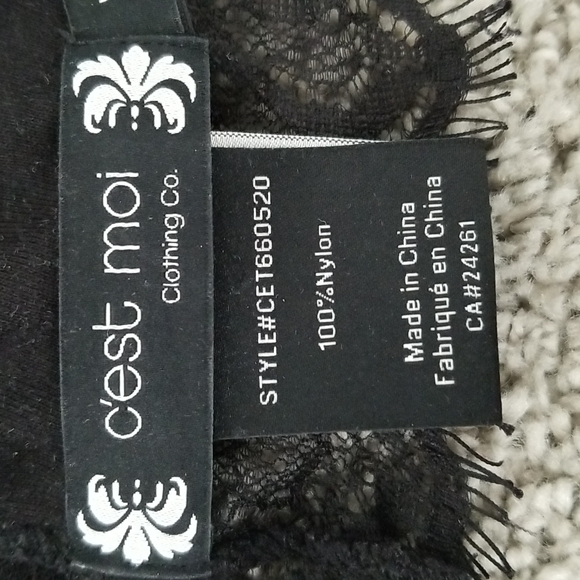 c'est moi
Clothing Co.
STYLE#CET660520
100%Nylon
Made in China
Fabriqué en China
CA#24261